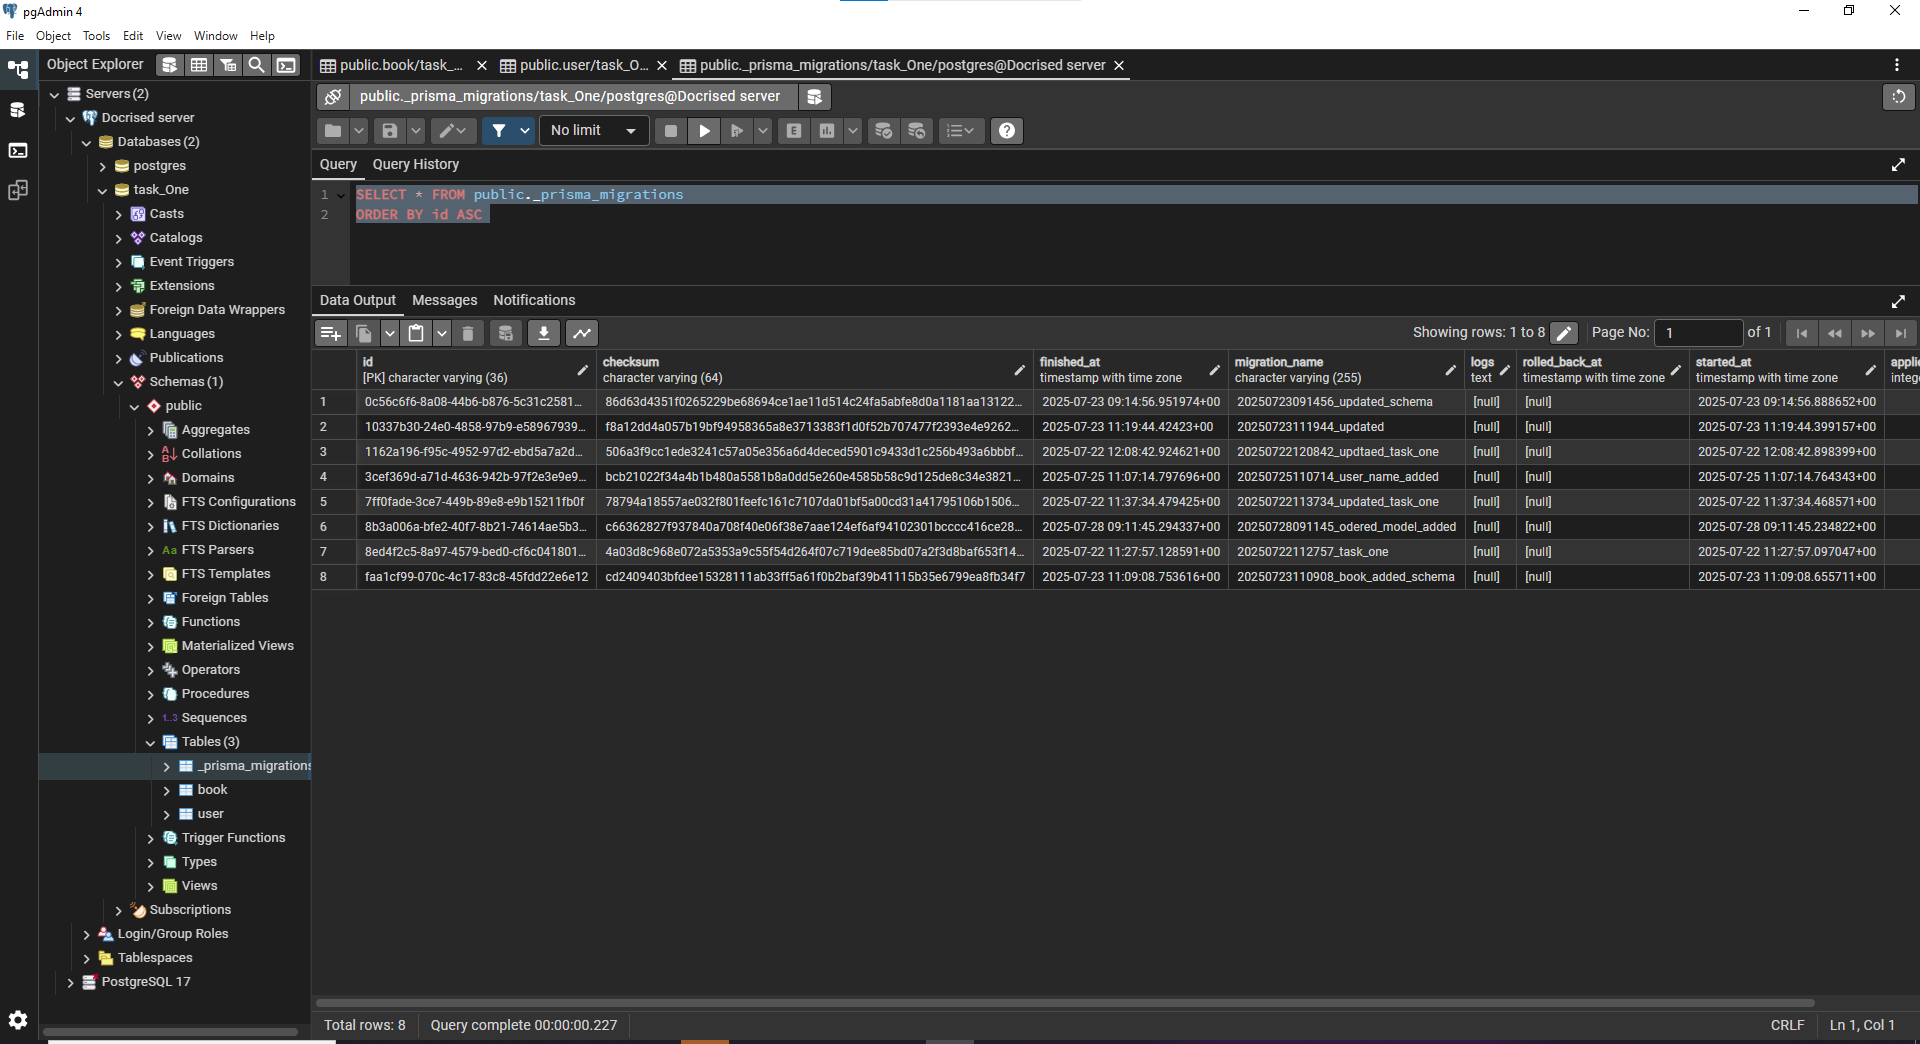 pgAdmin 4
File Object Tools Edit View Window Help
Object Explorer
public.book/task_...
public.user/task_O...
public._prisma_migrations/task_One/postgres@Docrised server
Servers (2)
Docrised server
Databases (2)
postgres
task_One
Casts
Catalogs
Event Triggers
Extensions
Foreign Data Wrappers
Languages
Publications
Schemas (1)
public
Aggregates
Collations
Domains
FTS Configurations
FTS Dictionaries
FTS Parsers
FTS Templates
Foreign Tables
Functions
Materialized Views
Operators
Procedures
1..3 Sequences
Tables (3)
_prisma_migrations
book
user
Trigger Functions
Types
Views
Subscriptions
Login/Group Roles
Tablespaces
PostgreSQL 17
public._prisma_migrations/task_One/postgres@Docrised server
No limit
Query Query History
1 SELECT * FROM public._prisma_migrations
2 ORDER BY id ASC
Data Output Messages Notifications
Showing rows: 1 to 8 Page No: 1 of 1
id checksum finished_at migration_name logs rolled_back_at started_at appli
[PK] character varying (36) character varying (64) timestamp with time zone character varying (255) text timestamp with time zone timestamp with time zone integ
1 0c56c6f6-8a08-44b6-b876-5c31c2581... 86d63d4351f0265229be68694ce1ae11d514c24fa5abfe8d0a1181aa13122... 2025-07-23 09:14:56.951974+00 20250723091456_updated_schema [null] [null] 2025-07-23 09:14:56.888652+00
2 10337b30-24e0-4858-97b9-e58967939... f8a12dd4a057b19bf94958365a8e3713383f1d0f52b707477f2393e4e9262... 2025-07-23 11:19:44.42423+00 20250723111944_updated [null] [null] 2025-07-23 11:19:44.399157+00
3 1162a196-f95c-4952-97d2-ebd5a7a2d... 506a3f9cc1ede3241c57a05e356a6d4deced5901c9433d1c256b493a6bbbf... 2025-07-22 12:08:42.924621+00 20250722120842_updtaed_task_one [null] [null] 2025-07-22 12:08:42.898399+00
4 3cef369d-a71d-4636-942b-97f2e3e9e9... bcb21022f34a4b1b480a5581b8a0dd5e260e4585b58c9d125de8c34e3821... 2025-07-25 11:07:14.797696+00 20250725110714_user_name_added [null] [null] 2025-07-25 11:07:14.764343+00
5 7ff0fade-3ce7-449b-89e8-e9b15211fb0f 78794a18557ae032f801feefc161c7107da01bf5a00cd31a41795106b1506... 2025-07-22 11:37:34.479425+00 20250722113734_updated_task_one [null] [null] 2025-07-22 11:37:34.468571+00
6 8b3a006a-bfe2-40f7-8b21-74614ae5b3... c66362827f937840a708f40e06f38e7aae124ef6af94102301bcccc416ce28... 2025-07-28 09:11:45.294337+00 20250728091145_odered_model_added [null] [null] 2025-07-28 09:11:45.234822+00
7 8ed4f2c5-8a97-4579-bed0-cf6c041801... 4a03d8c968e072a5353a9c55f54d264f07c719dee85bd07a2f3d8baf653f14... 2025-07-22 11:27:57.128591+00 20250722112757_task_one [null] [null] 2025-07-22 11:27:57.097047+00
8 faa1cf99-070c-4c17-83c8-45fdd22e6e12 cd2409403bfdee15328111ab33ff5a61f0b2baf39b41115b35e6799ea8fb34f7 2025-07-23 11:09:08.753616+00 20250723110908_book_added_schema [null] [null] 2025-07-23 11:09:08.655711+00
Total rows: 8 Query complete 00:00:00.227 CRLF Ln 1, Col 1